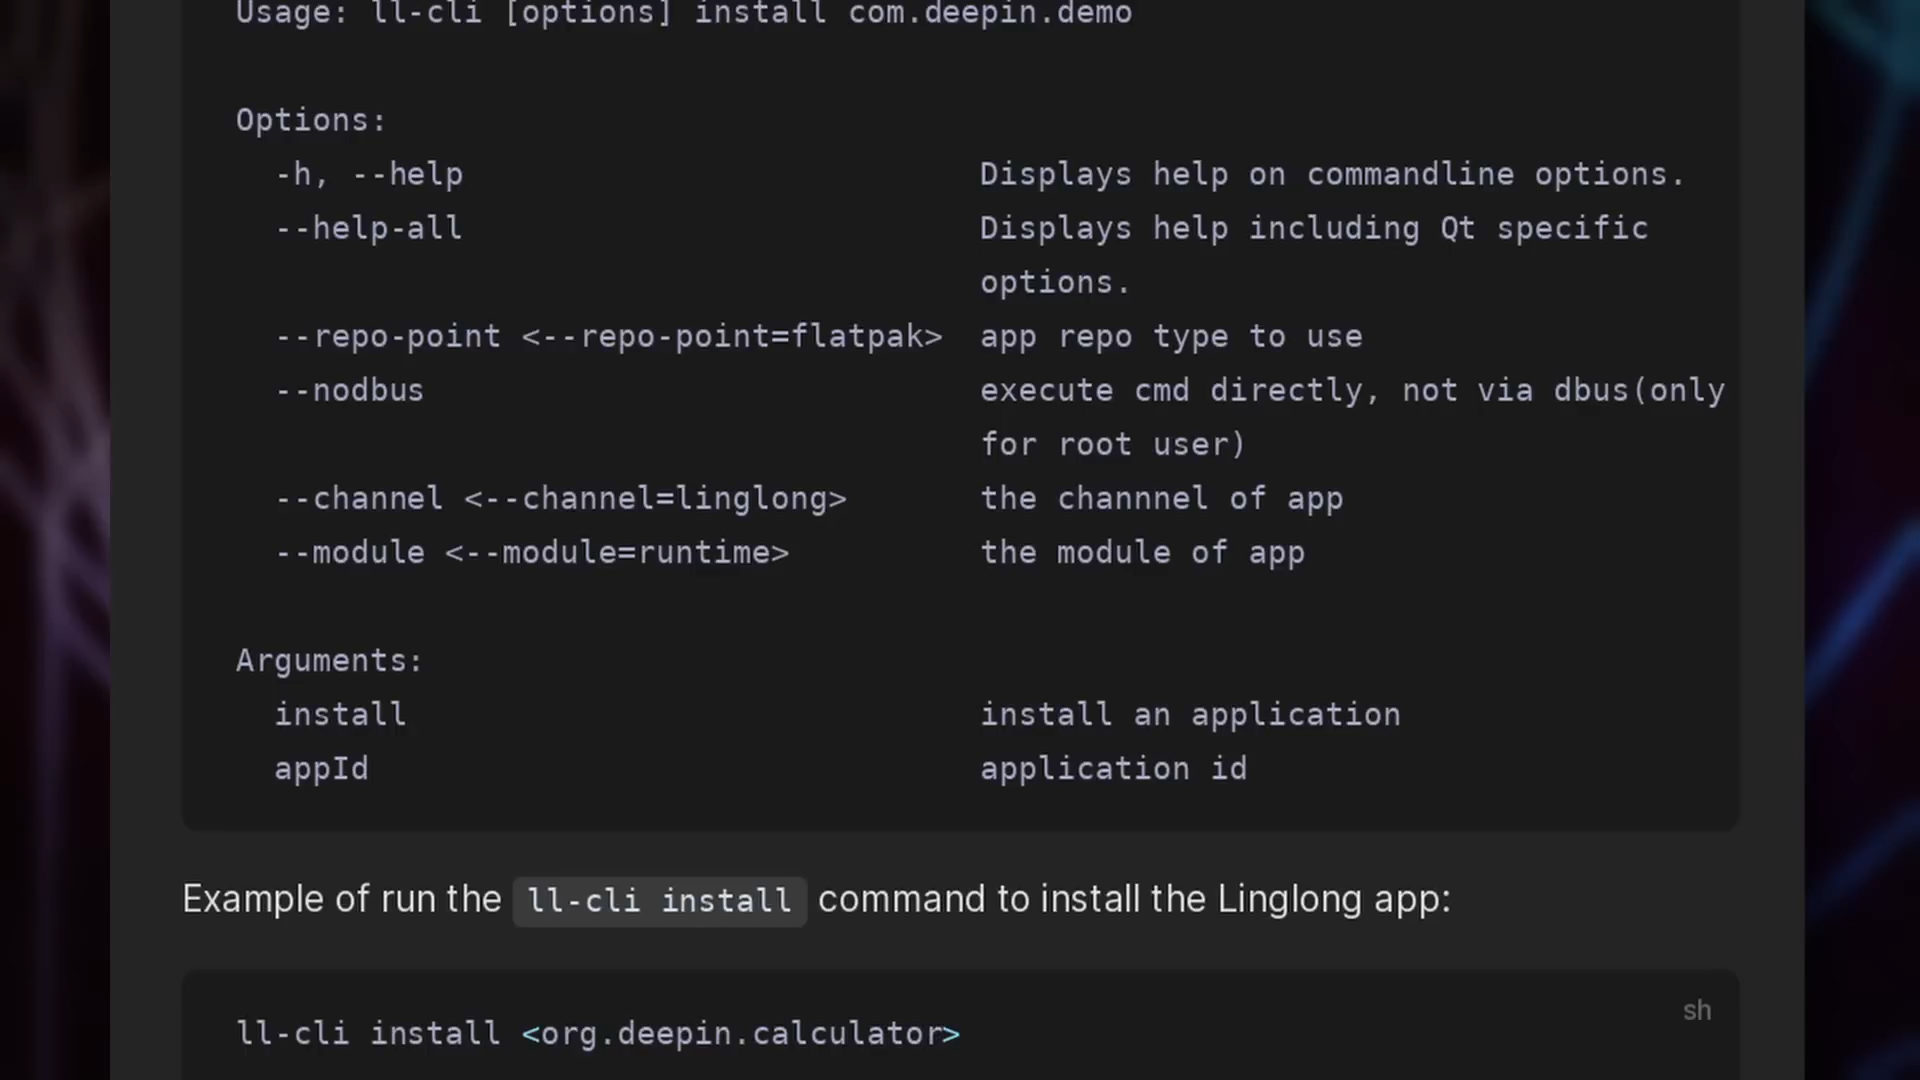 Usage: ll-cli [options] install com.deepin.demo
Options:
-h, --help Displays help on commandline options.
--help-all Displays help including Qt specific
options.
--repo-point <--repo-point=flatpak> app repo type to use
--nodbus execute cmd directly, not via dbus(only
for root user)
--channel <--channel=linglong> the channnel of app
--module <--module=runtime> the module of app
Arguments:
install install an application
appId application id
Example of run the ll-cli install command to install the Linglong app:
sh
ll-cli install <org.deepin.calculator>